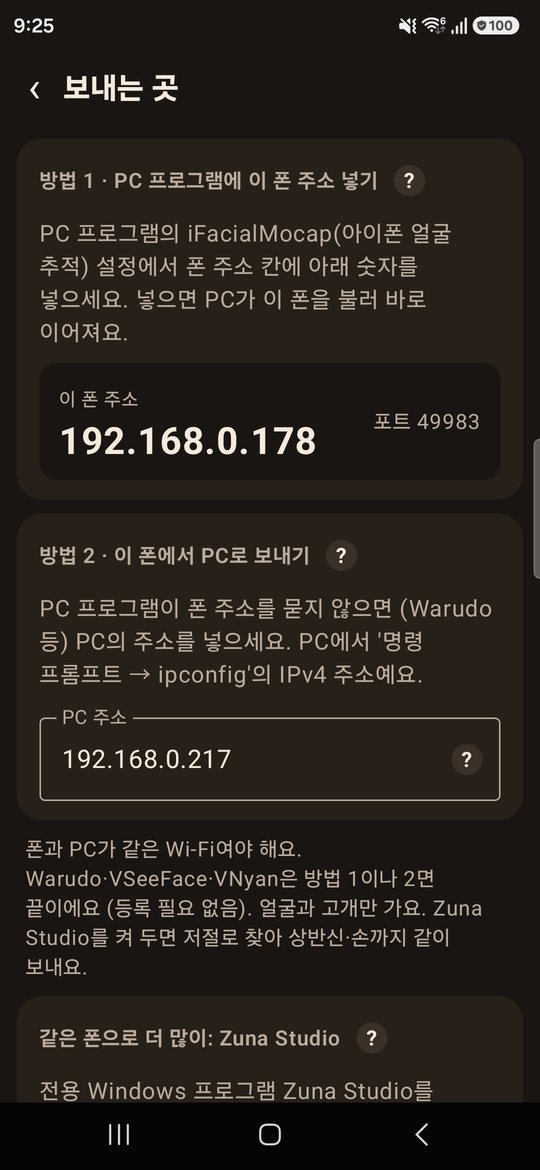 9:25
6
100
보내는 곳
방법 1 · PC 프로그램에 이 폰 주소 넣기 ?
PC 프로그램의 iFacialMocap(아이폰 얼굴
추적) 설정에서 폰 주소 칸에 아래 숫자를
넣으세요. 넣으면 PC가 이 폰을 불러 바로
이어져요.
이 폰 주소
192.168.0.178
포트 49983
방법 2 · 이 폰에서 PC로 보내기 ?
PC 프로그램이 폰 주소를 묻지 않으면 (Warudo
등) PC의 주소를 넣으세요. PC에서 '명령
프롬프트 → ipconfig'의 IPv4 주소예요.
PC 주소
192.168.0.217 ?
폰과 PC가 같은 Wi-Fi여야 해요.
Warudo·VSeeFace·VNyan은 방법 1이나 2면
끝이에요 (등록 필요 없음). 얼굴과 고개만 가요. Zuna
Studio를 켜 두면 저절로 찾아 상반신·손까지 같이
보내요.
같은 폰으로 더 많이: Zuna Studio ?
전용 Windows 프로그램 Zuna Studio를